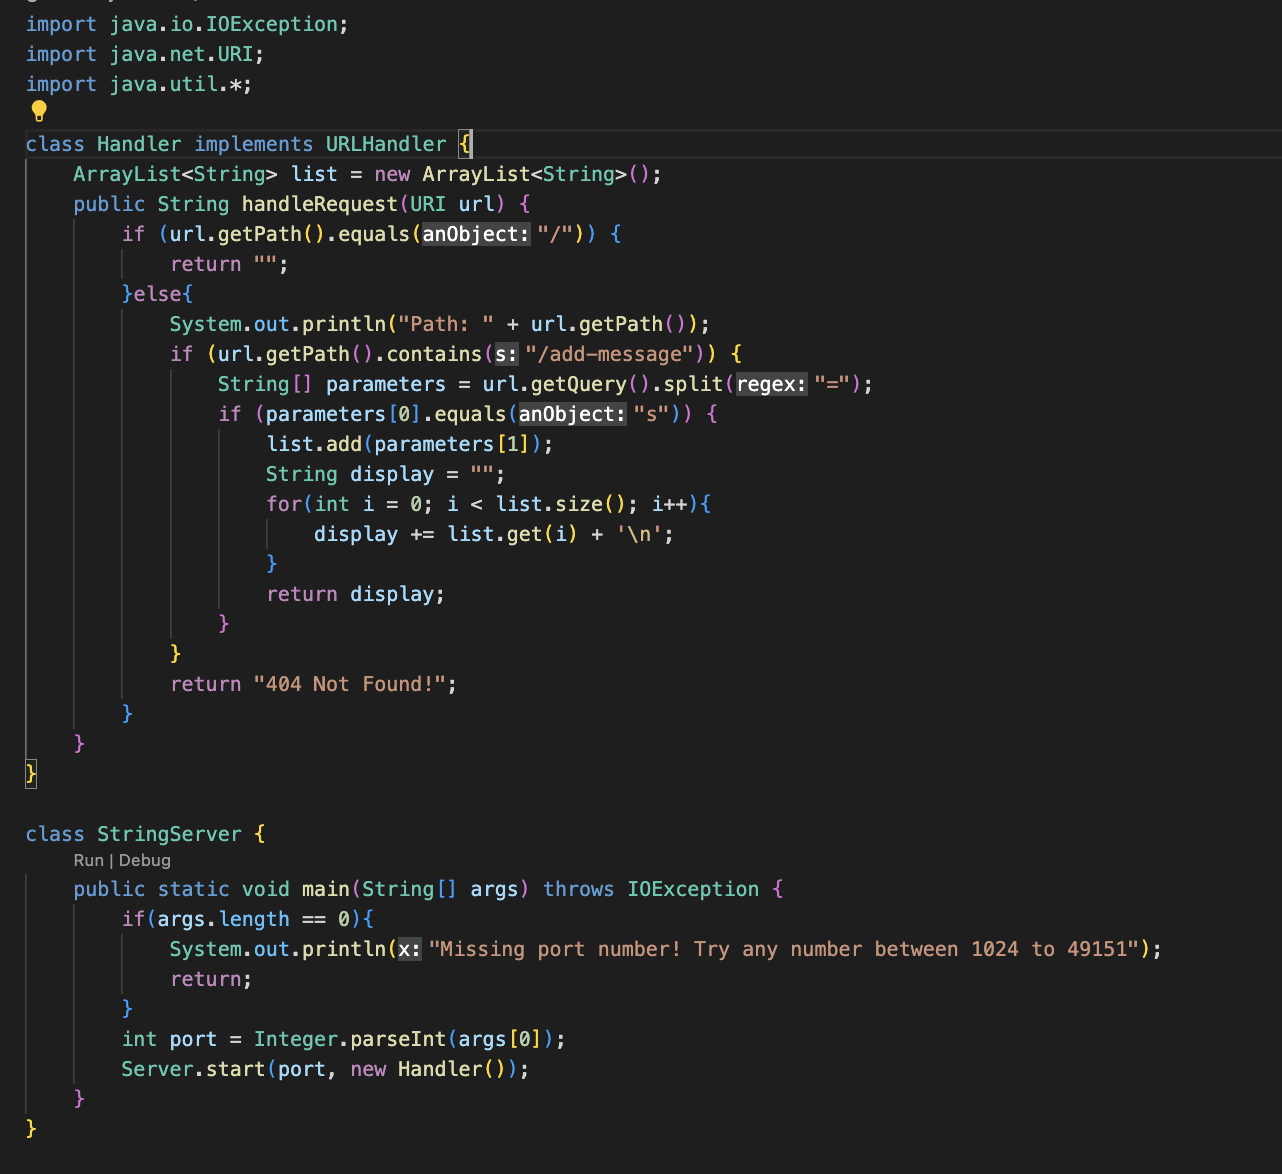 import java.io.IOException;
import java.net.URI;
import java.util.*;
class Handler implements URLHandler {
    ArrayList<String> list = new ArrayList<String>();
    public String handleRequest(URI url) {
        if (url.getPath().equals(anObject: "/")) {
            return "";
        }else{
            System.out.println("Path: " + url.getPath());
            if (url.getPath().contains(s: "/add-message")) {
                String[] parameters = url.getQuery().split(regex: "=");
                if (parameters[0].equals(anObject: "s")) {
                    list.add(parameters[1]);
                    String display = "";
                    for(int i = 0; i < list.size(); i++){
                        display += list.get(i) + '\n';
                    }
                    return display;
                }
            }
            return "404 Not Found!";
        }
    }
}
class StringServer {
    Run | Debug
    public static void main(String[] args) throws IOException {
        if(args.length == 0){
            System.out.println(x: "Missing port number! Try any number between 1024 to 49151");
            return;
        }
        int port = Integer.parseInt(args[0]);
        Server.start(port, new Handler());
    }
}